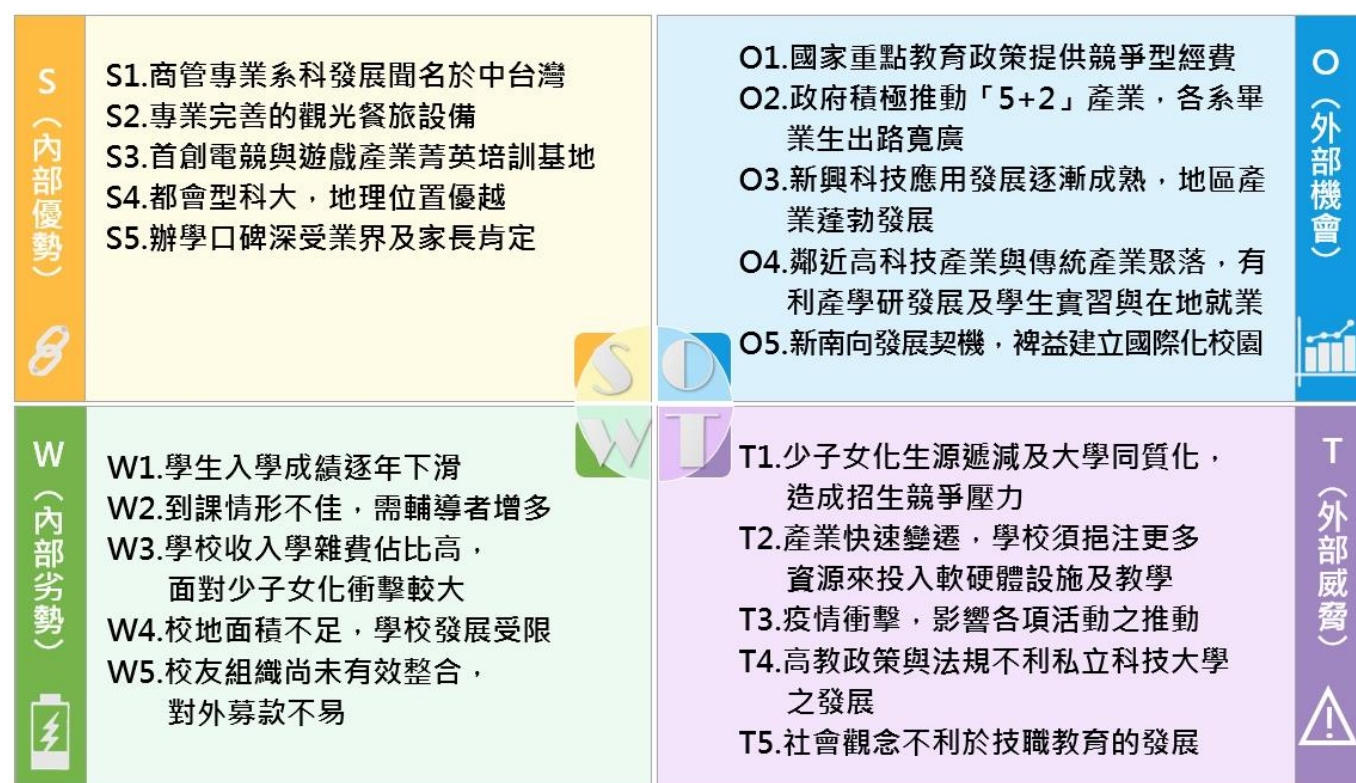 S（內部優勢）
S1.商管專業系科發展聞名於中台灣
S2.專業完善的觀光餐旅設備
S3.首創電競與遊戲產業菁英培訓基地
S4.都會型科大，地理位置優越
S5.辦學口碑深受業界及家長肯定
O1.國家重點教育政策提供競爭型經費
O2.政府積極推動「5+2」產業，各系畢
業生出路寬廣
O3.新興科技應用發展逐漸成熟，地區產
業蓬勃發展
O4.鄰近高科技產業與傳統產業聚落，有
利產學研發展及學生實習與在地就業
O5.新南向發展契機，裨益建立國際化校園
O（外部機會）
S O
W T
W（內部劣勢）
W1.學生入學成績逐年下滑
W2.到課情形不佳，需輔導者增多
W3.學校收入學雜費佔比高，
面對少子女化衝擊較大
W4.校地面積不足，學校發展受限
W5.校友組織尚未有效整合，
對外募款不易
T1.少子女化生源遞減及大學同質化，
造成招生競爭壓力
T2.產業快速變遷，學校須挹注更多
資源來投入軟硬體設施及教學
T3.疫情衝擊，影響各項活動之推動
T4.高教政策與法規不利私立科技大學
之發展
T5.社會觀念不利於技職教育的發展
T（外部威脅）